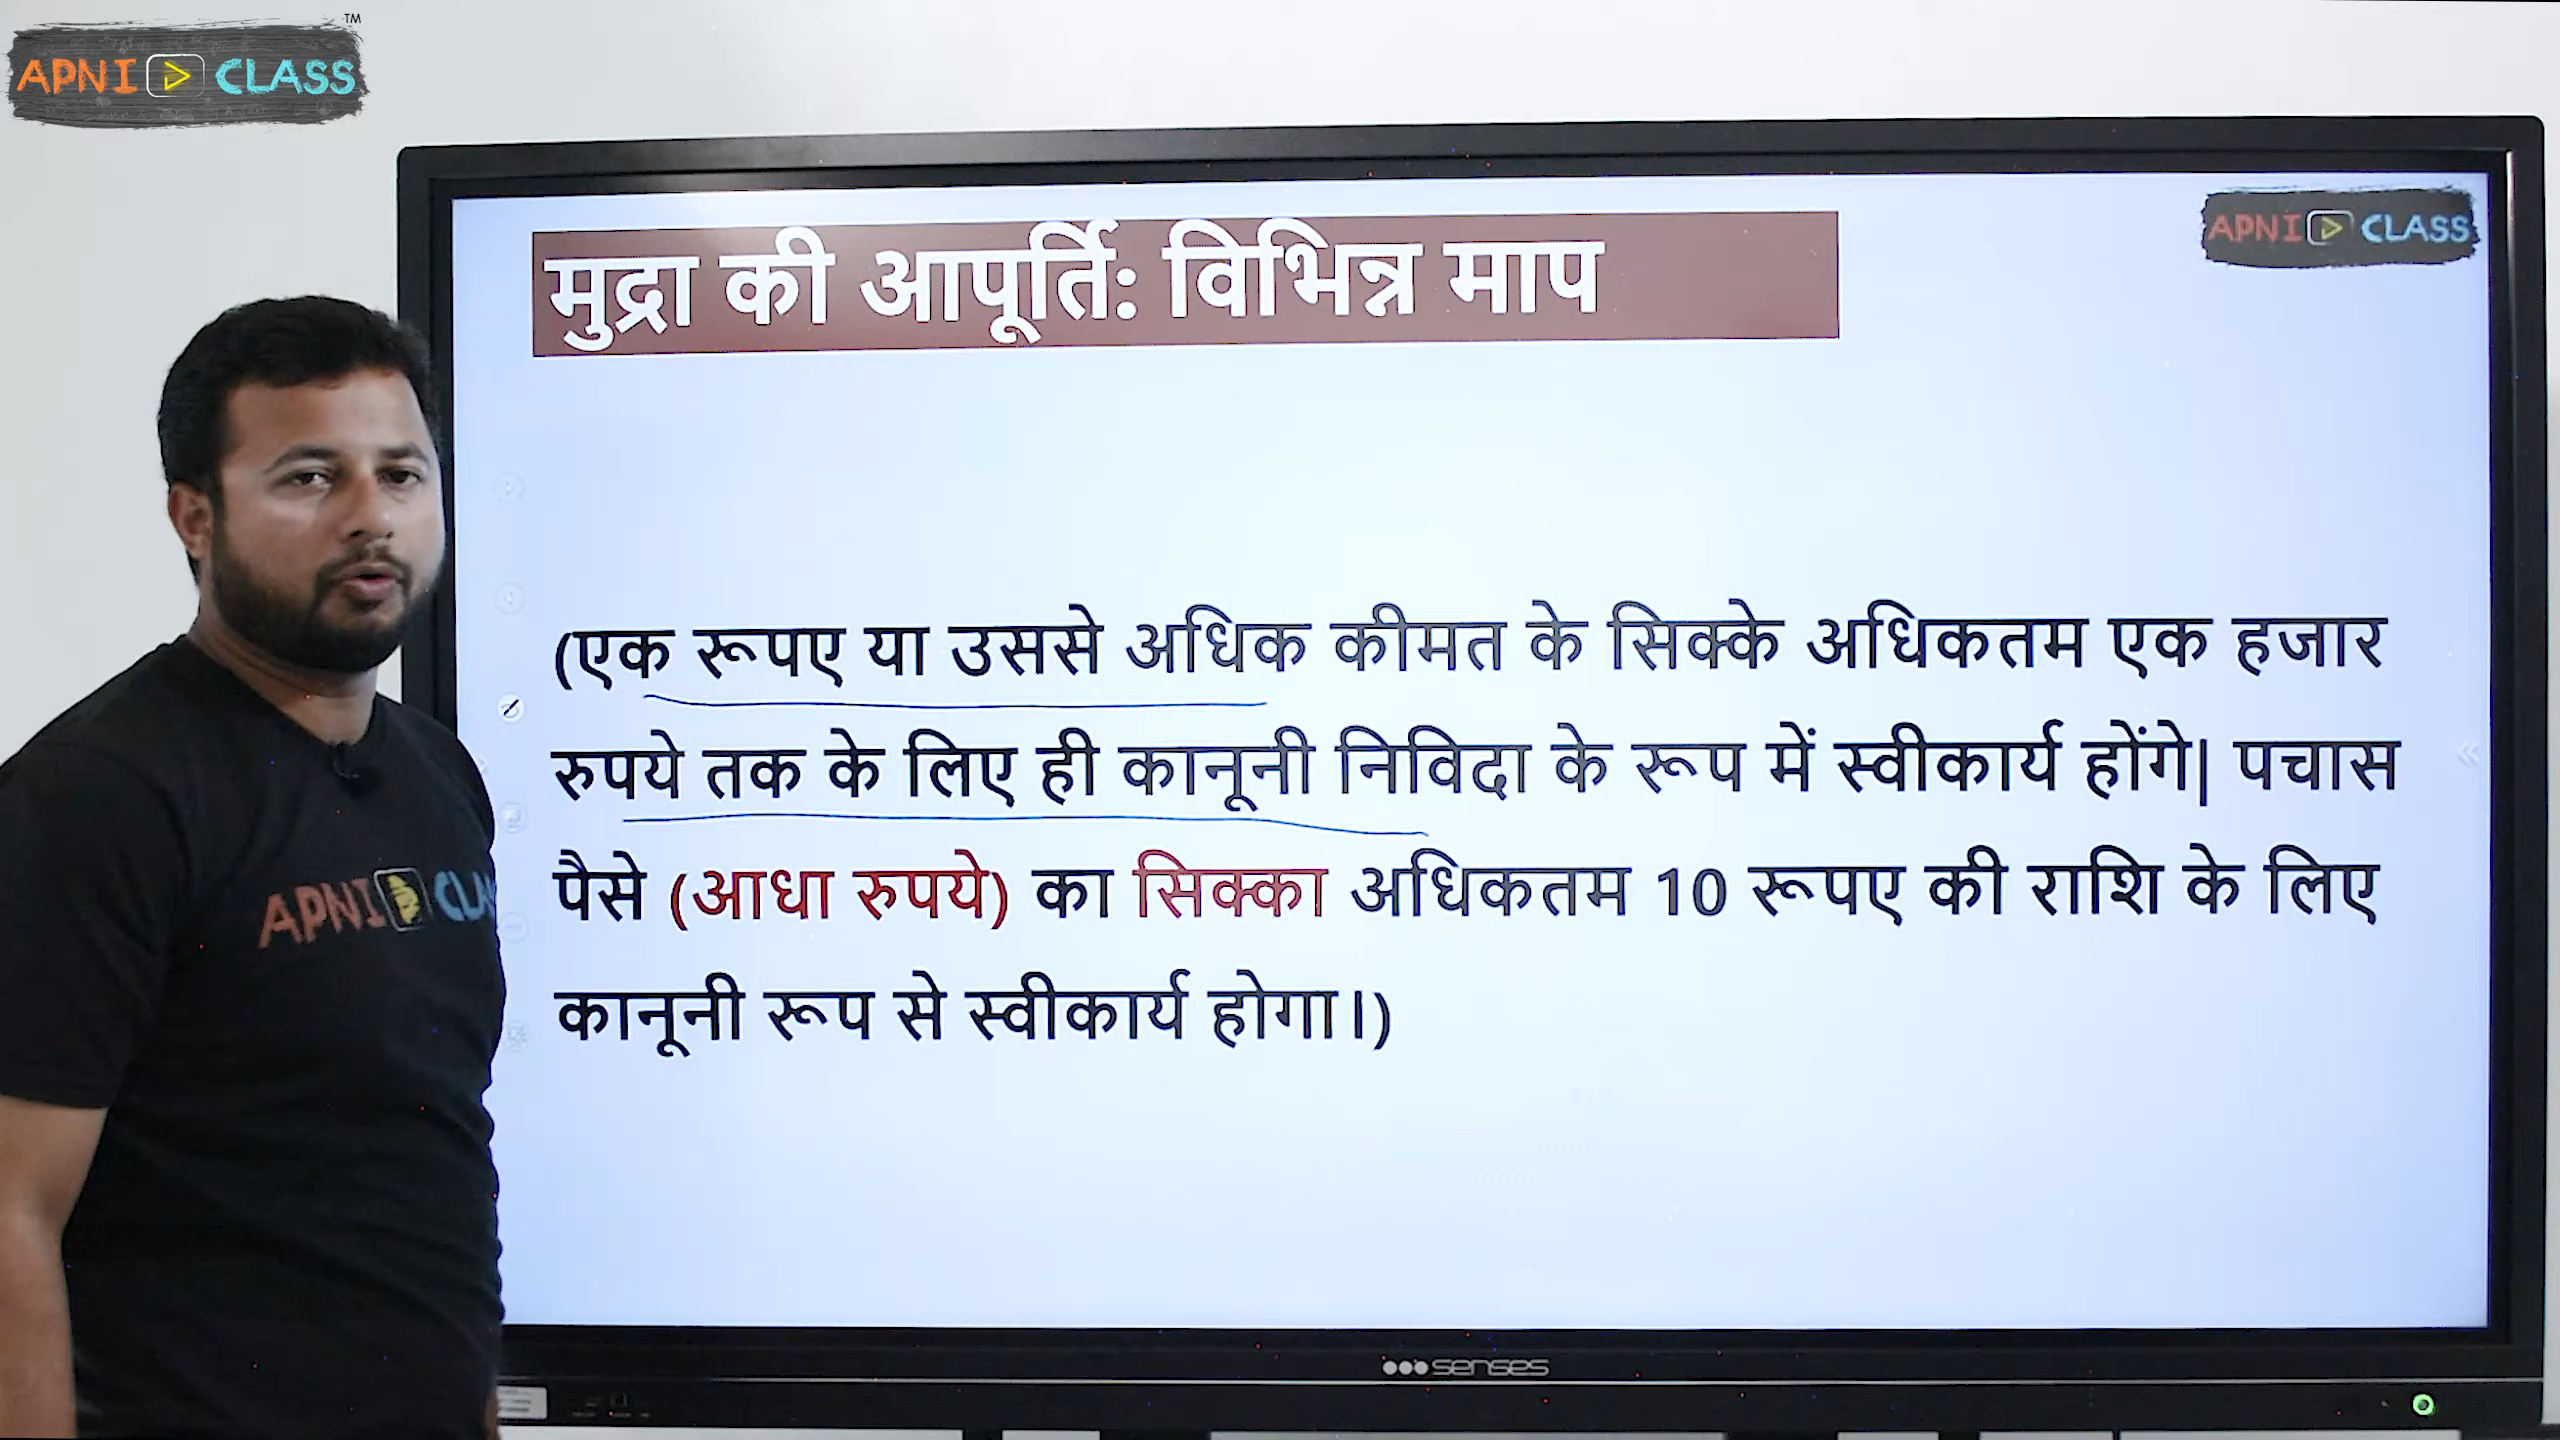 APNI CLASS
TM
APNI CLASS
मुद्रा की आपूर्ति: विभिन्न माप
(एक रूपए या उससे अधिक कीमत के सिक्के अधिकतम एक हजार
रुपये तक के लिए ही कानूनी निविदा के रूप में स्वीकार्य होंगे| पचास
पैसे (आधा रुपये) का सिक्का अधिकतम 10 रूपए की राशि के लिए
कानूनी रूप से स्वीकार्य होगा।)
APNI CLA
senses